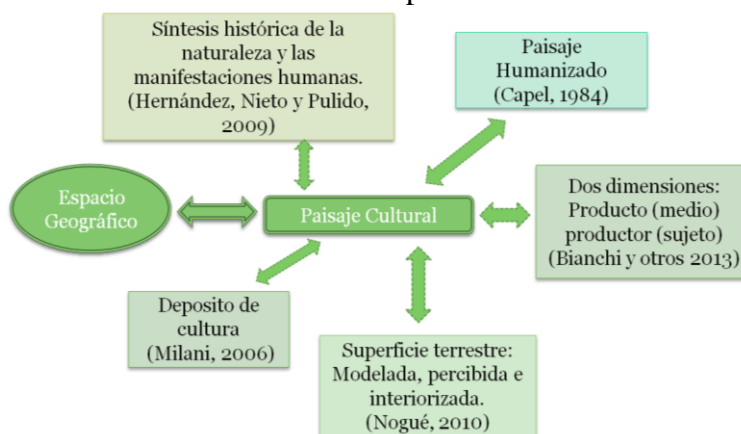 Síntesis histórica de la
naturaleza y las
manifestaciones humanas.
(Hernández, Nieto y Pulido,
2009)
Paisaje
Humanizado
(Capel, 1984)
Espacio
Geográfico
Paisaje Cultural
Dos dimensiones:
Producto (medio)
productor (sujeto)
(Bianchi y otros 2013)
Deposito de
cultura
(Milani, 2006)
Superficie terrestre:
Modelada, percibida e
interiorizada.
(Nogué, 2010)